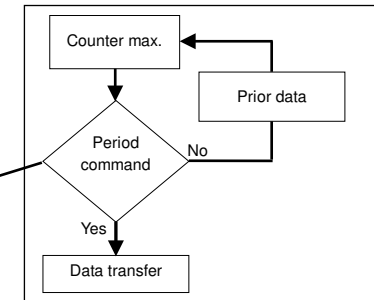 Counter max.
Prior data
Period
command
No
Yes
Data transfer